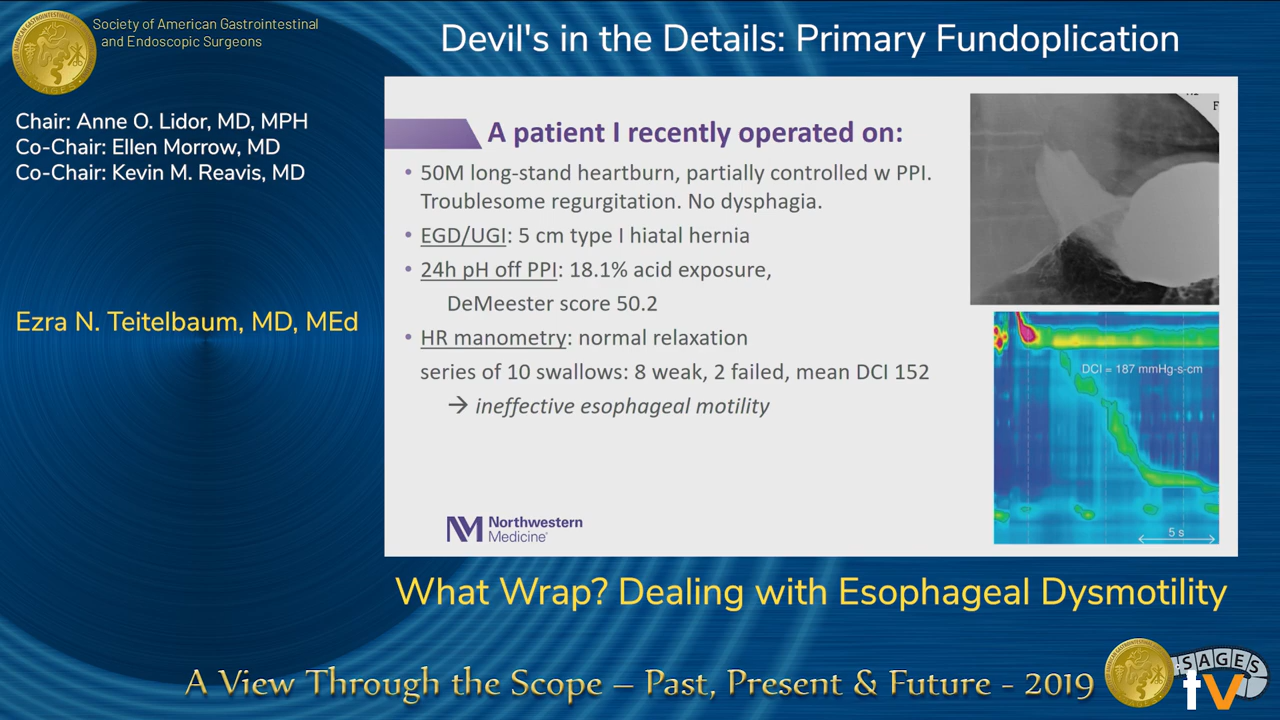 Society of American Gastrointestinal
and Endoscopic Surgeons
Devil's in the Details: Primary Fundoplication
Chair: Anne O. Lidor, MD, MPH
Co-Chair: Ellen Morrow, MD
Co-Chair: Kevin M. Reavis, MD
Ezra N. Teitelbaum, MD, MEd
A patient I recently operated on:
• 50M long-stand heartburn, partially controlled w PPI.
Troublesome regurgitation. No dysphagia.
• EGD/UGI: 5 cm type I hiatal hernia
• 24h pH off PPI: 18.1% acid exposure,
DeMeester score 50.2
• HR manometry: normal relaxation
series of 10 swallows: 8 weak, 2 failed, mean DCI 152
→ ineffective esophageal motility
F
DCI = 187 mmHg-s-cm
5 s
NM Northwestern
Medicine®
What Wrap? Dealing with Esophageal Dysmotility
A View Through the Scope – Past, Present & Future - 2019
SAGES
tv